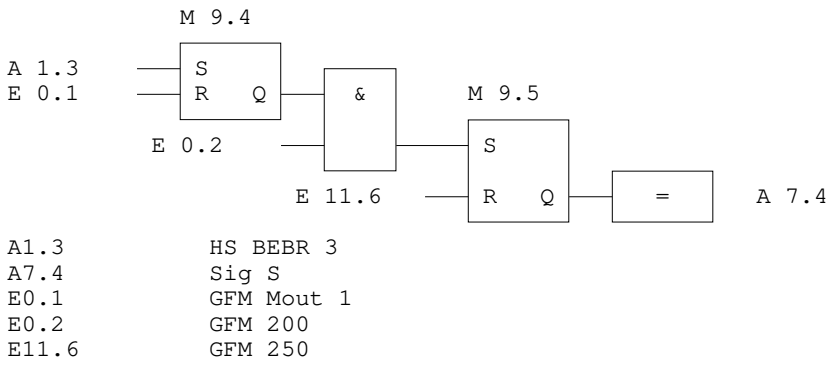 M 9.4
A 1.3 S
E 0.1 R Q & M 9.5
E 0.2 S
E 11.6 R Q = A 7.4
A1.3 HS BEBR 3
A7.4 Sig S
E0.1 GFM Mout 1
E0.2 GFM 200
E11.6 GFM 250